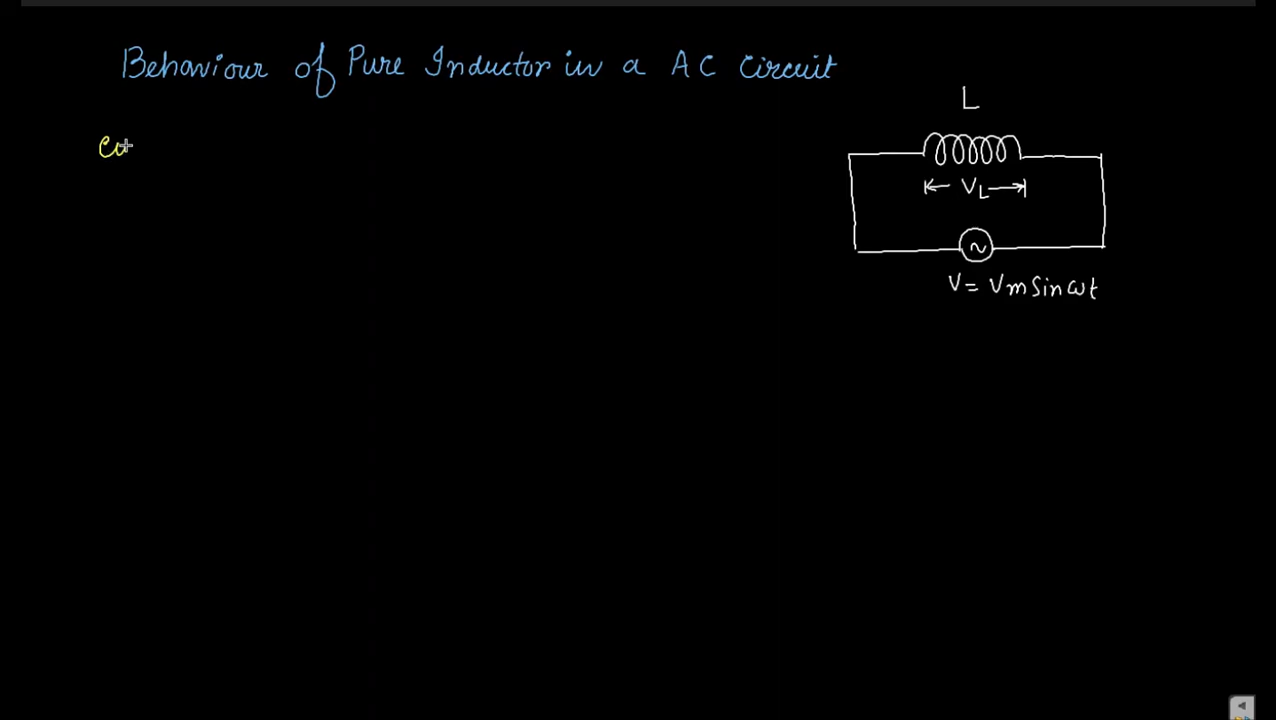 Behaviour of Pure Inductor in a AC Circuit
L
VL
~
V = Vm Sin ωt